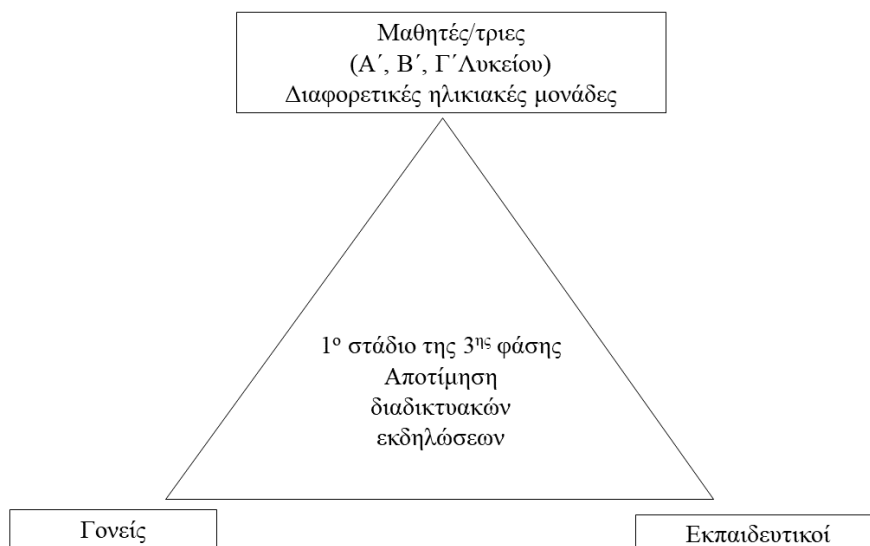 Μαθητές/τριες
(Α΄, Β΄, Γ΄Λυκείου)
Διαφορετικές ηλικιακές μονάδες
1ο στάδιο της 3ης φάσης
Αποτίμηση
διαδικτυακών
εκδηλώσεων
Γονείς
Εκπαιδευτικοί